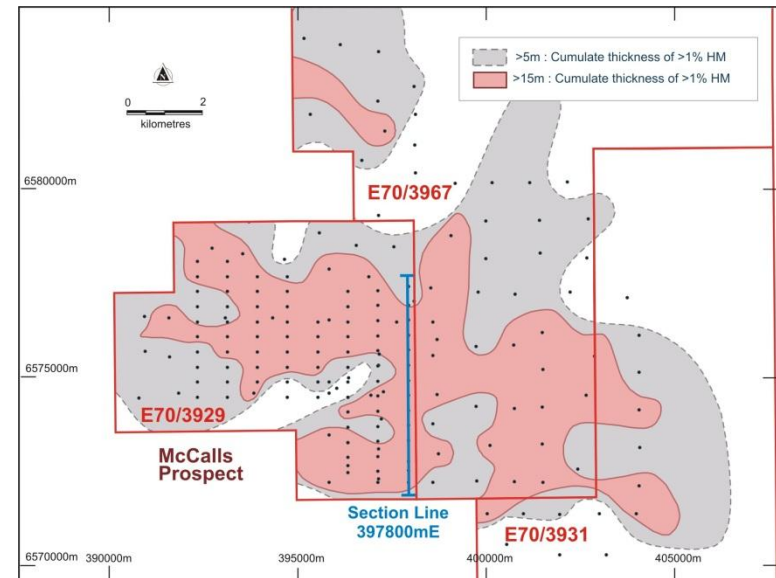 >5m : Cumulate thickness of >1% HM
>15m : Cumulate thickness of >1% HM
N
0 2
kilometres
6580000m
E70/3967
6575000m
E70/3929
McCalls
Prospect
Section Line
397800mE
E70/3931
6570000m
390000m
395000m
400000m
405000m